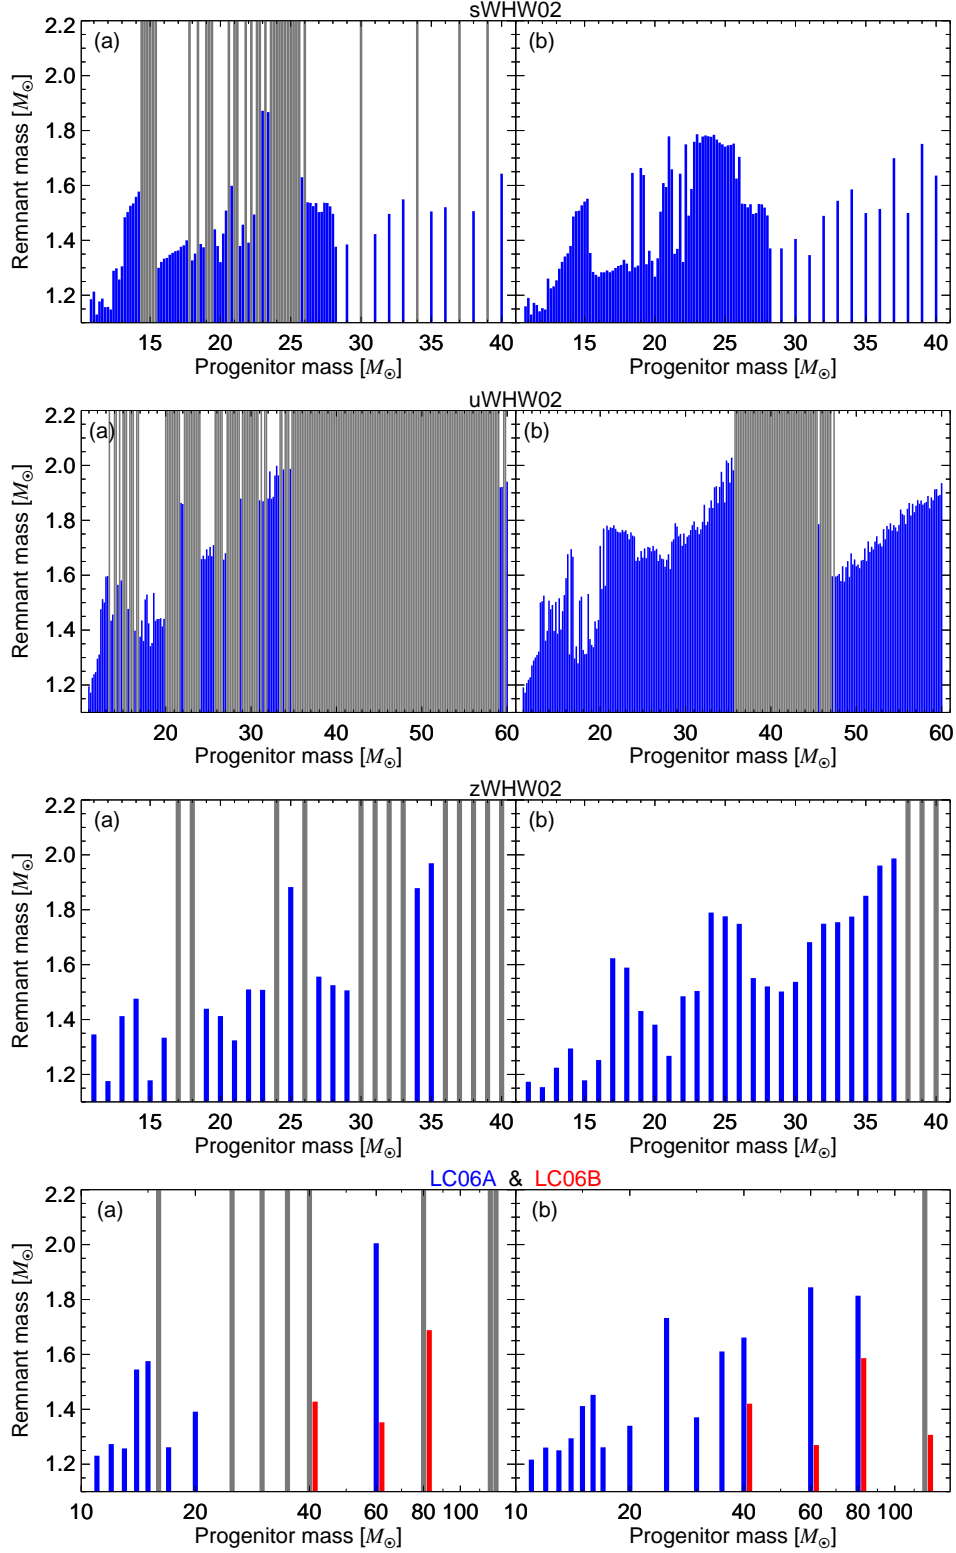 sWHW02
(a) (b)
Remnant mass [M☉]
2.2
2.0
1.8
1.6
1.4
1.2
15 20 25 30 35 40 15 20 25 30 35 40
Progenitor mass [M☉] Progenitor mass [M☉]
uWHW02
(a) (b)
Remnant mass [M☉]
2.2
2.0
1.8
1.6
1.4
1.2
20 30 40 50 60 20 30 40 50 60
Progenitor mass [M☉] Progenitor mass [M☉]
zWHW02
(a) (b)
Remnant mass [M☉]
2.2
2.0
1.8
1.6
1.4
1.2
15 20 25 30 35 40 15 20 25 30 35 40
Progenitor mass [M☉] Progenitor mass [M☉]
LC06A & LC06B
(a) (b)
Remnant mass [M☉]
2.2
2.0
1.8
1.6
1.4
1.2
10 20 40 60 80 100 10 20 40 60 80 100
Progenitor mass [M☉] Progenitor mass [M☉]